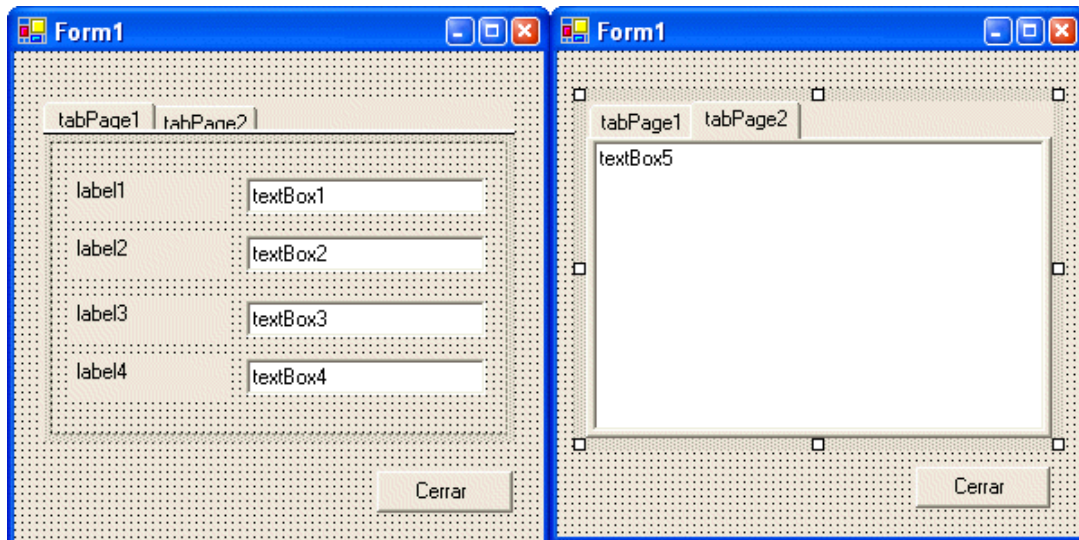 Form1
tabPage1 tabPage2
label1 textBox1
label2 textBox2
label3 textBox3
label4 textBox4
Cerrar
Form1
tabPage1 tabPage2
textBox5
Cerrar